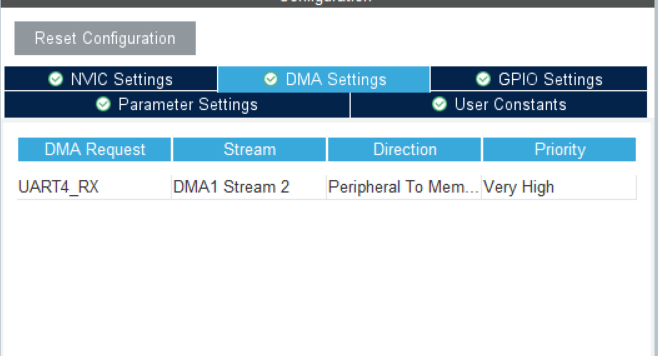 Configuration
Reset Configuration
NVIC Settings DMA Settings GPIO Settings
Parameter Settings User Constants
DMA Request Stream Direction Priority
UART4_RX DMA1 Stream 2 Peripheral To Mem... Very High